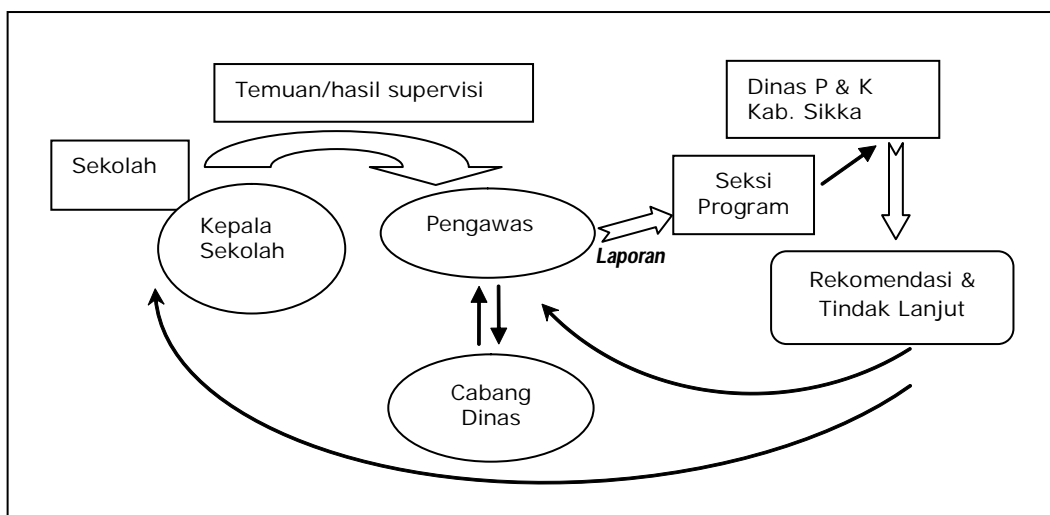 Temuan/hasil supervisi
Dinas P & K
Kab. Sikka
Sekolah
Seksi
Program
Kepala
Sekolah
Pengawas
Laporan
Rekomendasi &
Tindak Lanjut
Cabang
Dinas